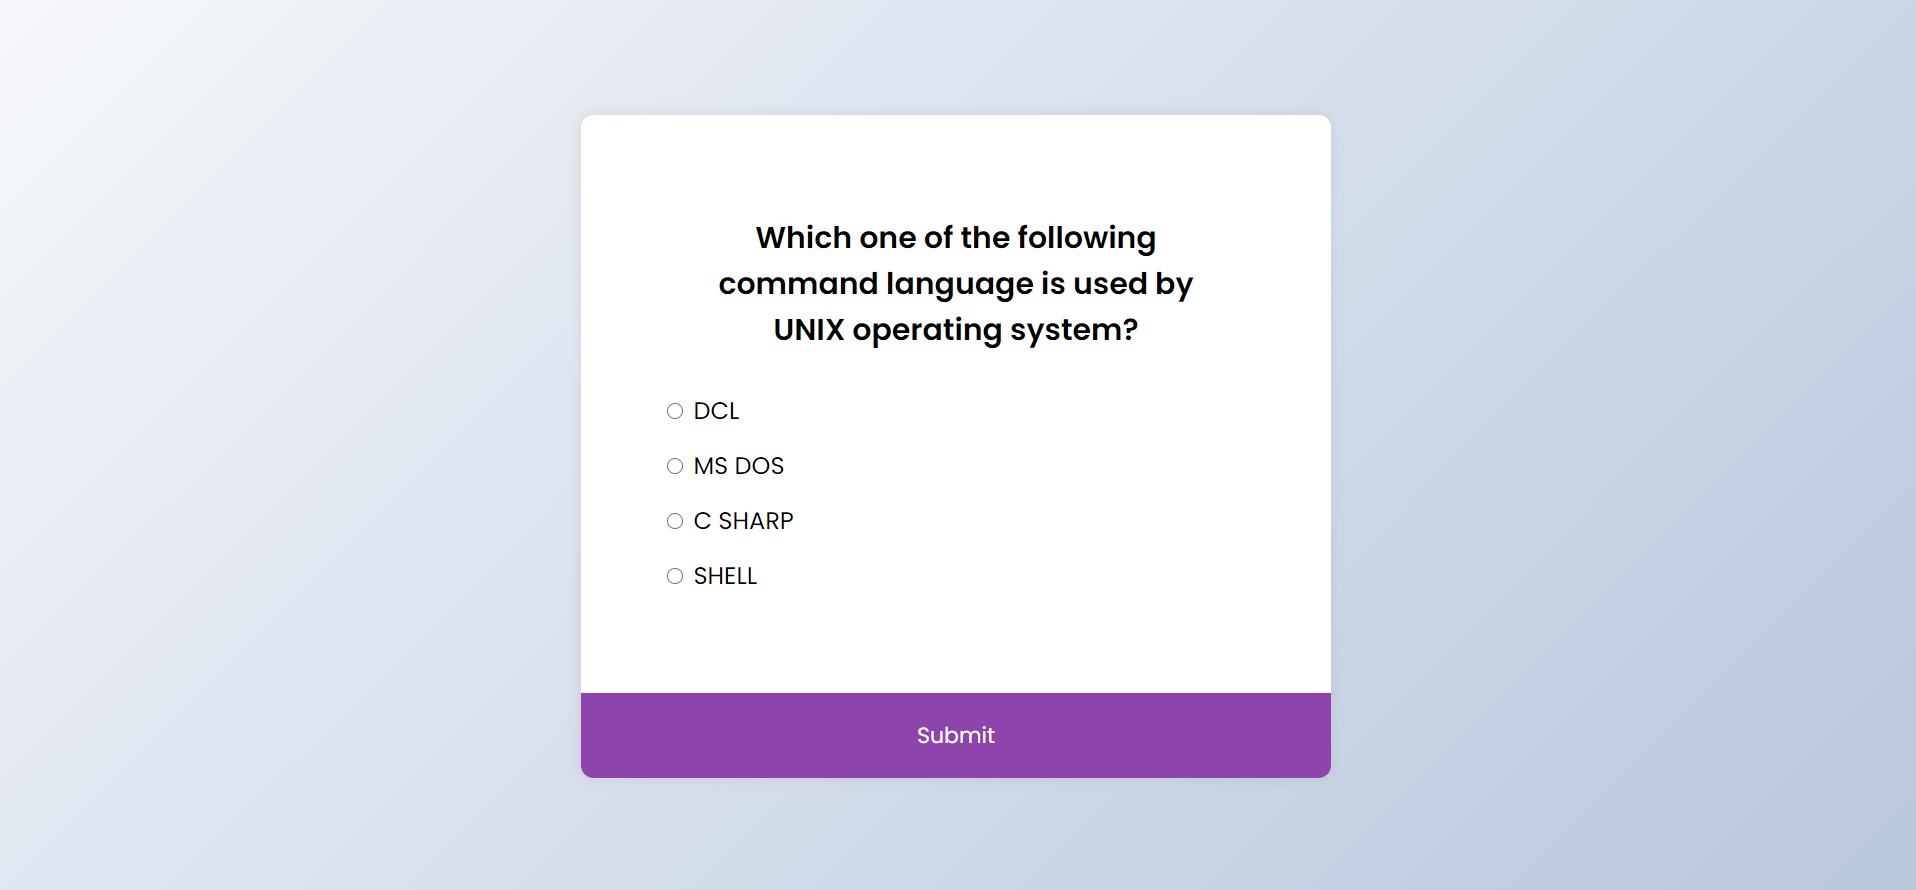 Which one of the following
command language is used by
UNIX operating system?
DCL
MS DOS
C SHARP
SHELL
Submit